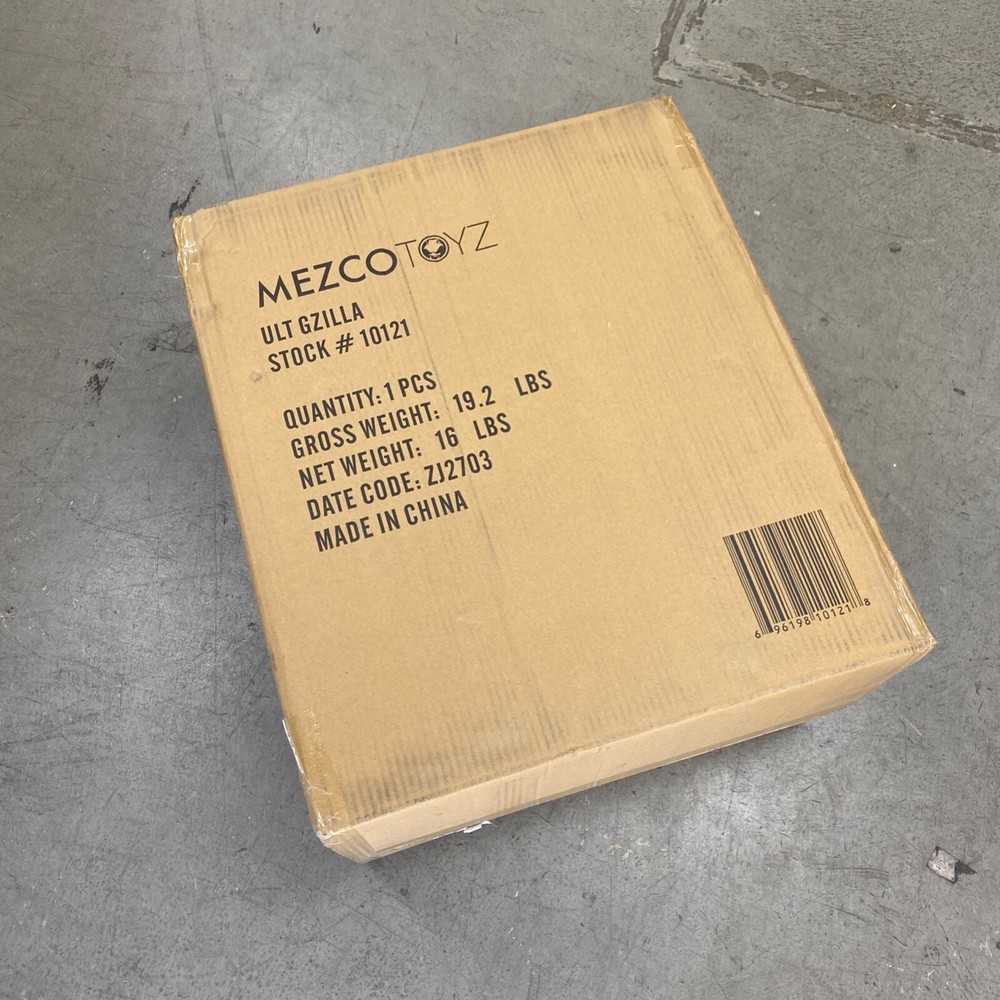 MEZCOTOYZ
ULT GZILLA
STOCK # 10121
QUANTITY: 1 PCS
GROSS WEIGHT: 19.2 LBS
NET WEIGHT: 16 LBS
DATE CODE: ZJ2703
MADE IN CHINA
6 96198 10121 8